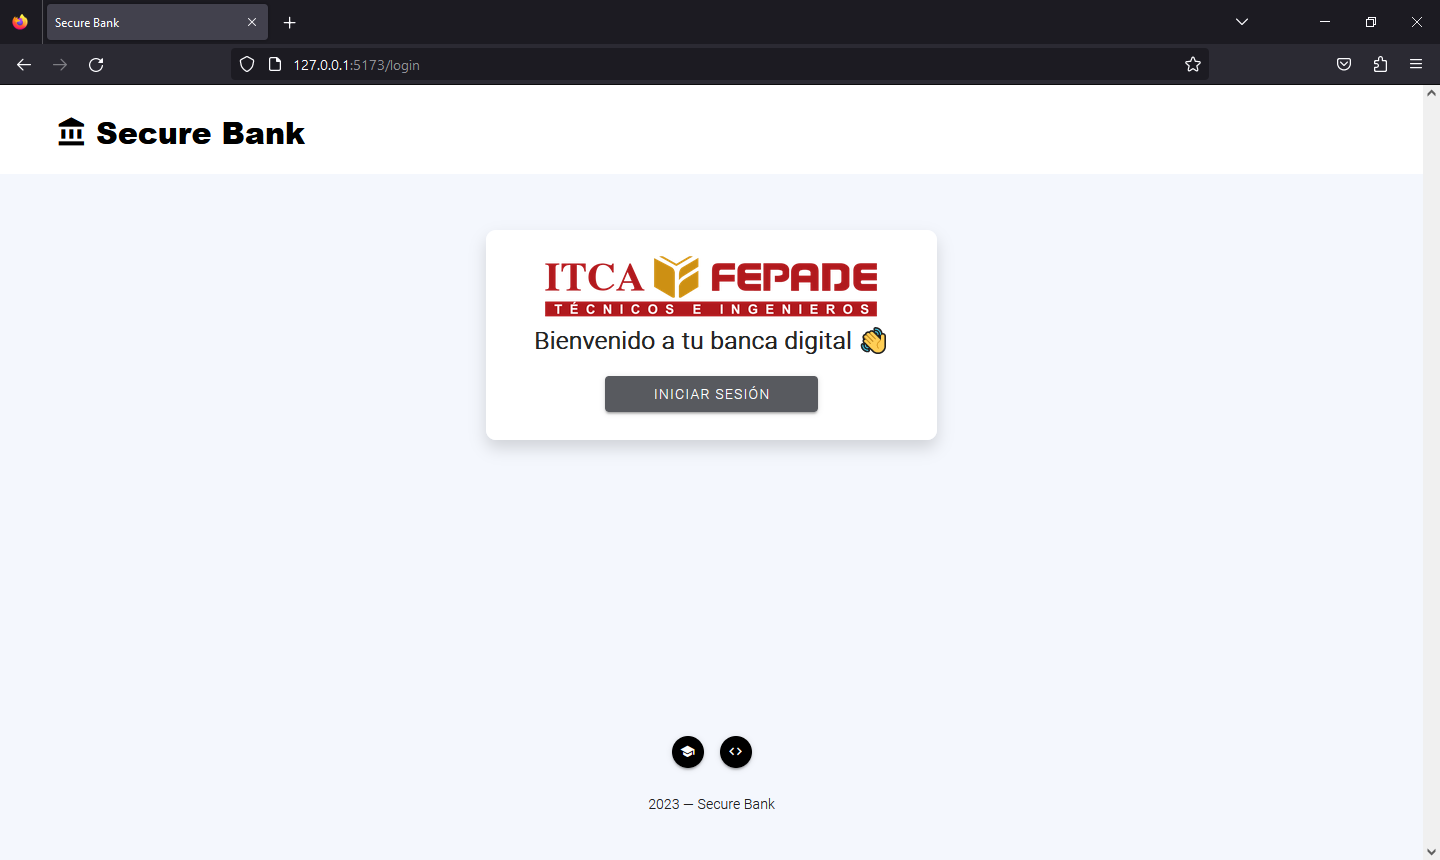 Secure Bank
127.0.0.1:5173/login
Secure Bank
ITCA FEPADE
TÉCNICOS E INGENIEROS
Bienvenido a tu banca digital 👋
INICIAR SESIÓN
2023 — Secure Bank